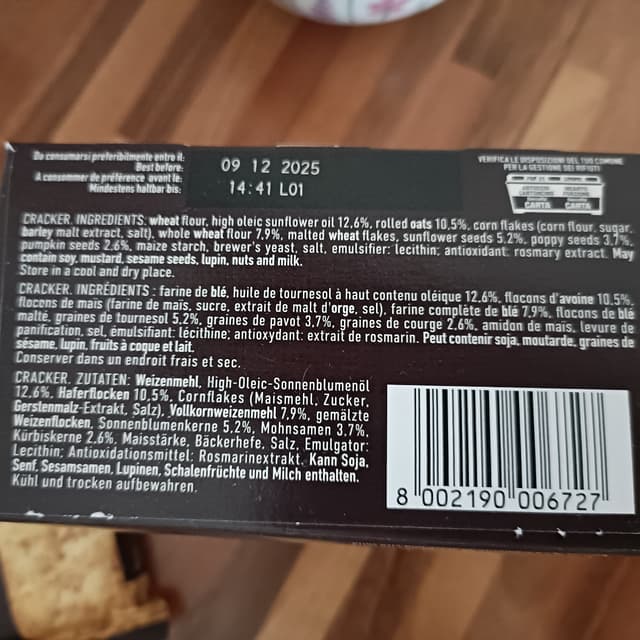 Da consumarsi preferibilmente entro il:
Best before:
A consommer de préférence avant le:
Mindestens haltbar bis:
09 12 2025
14:41 L01
VERIFICA LE DISPOSIZIONI DEL TUO COMUNE
PER LA GESTIONE DEI RIFIUTI
CARTA CARTA
CRACKER. INGREDIENTS: wheat flour, high oleic sunflower oil 12,6%, rolled oats 10,5%, corn flakes (corn flour, sugar,
barley malt extract, salt), whole wheat flour 7,9%, malted wheat flakes, sunflower seeds 5,2%, poppy seeds 3,7%,
pumpkin seeds 2,6%, maize starch, brewer's yeast, salt, emulsifier: lecithin; antioxidant: rosmary extract. May
contain soy, mustard, sesame seeds, lupin, nuts and milk.
Store in a cool and dry place.
CRACKER. INGRÉDIENTS : farine de blé, huile de tournesol à haut contenu oléique 12,6%, flocons d'avoine 10,5%,
flocons de maïs (farine de maïs, sucre, extrait de malt d'orge, sel), farine complète de blé 7,9%, flocons de blé
malté, graines de tournesol 5,2%, graines de pavot 3,7%, graines de courge 2,6%, amidon de maïs, levure de
panification, sel, émulsifiant: lécithine; antioxydant: extrait de rosmarin. Peut contenir soja, moutarde, graines de
sésame, lupin, fruits à coque et lait.
Conserver dans un endroit frais et sec.
CRACKER. ZUTATEN: Weizenmehl, High-Oleic-Sonnenblumenöl
12,6%, Haferflocken 10,5%, Cornflakes (Maismehl, Zucker,
Gerstenmalz-Extrakt, Salz), Vollkornweizenmehl 7,9%, gemälzte
Weizenflocken, Sonnenblumenkerne 5,2%, Mohnsamen 3,7%,
Kürbiskerne 2,6%, Maisstärke, Bäckerhefe, Salz, Emulgator:
Lecithin; Antioxidationsmittel: Rosmarinextrakt. Kann Soja,
Senf, Sesamsamen, Lupinen, Schalenfrüchte und Milch enthalten.
Kühl und trocken aufbewahren.
8 002190 006727